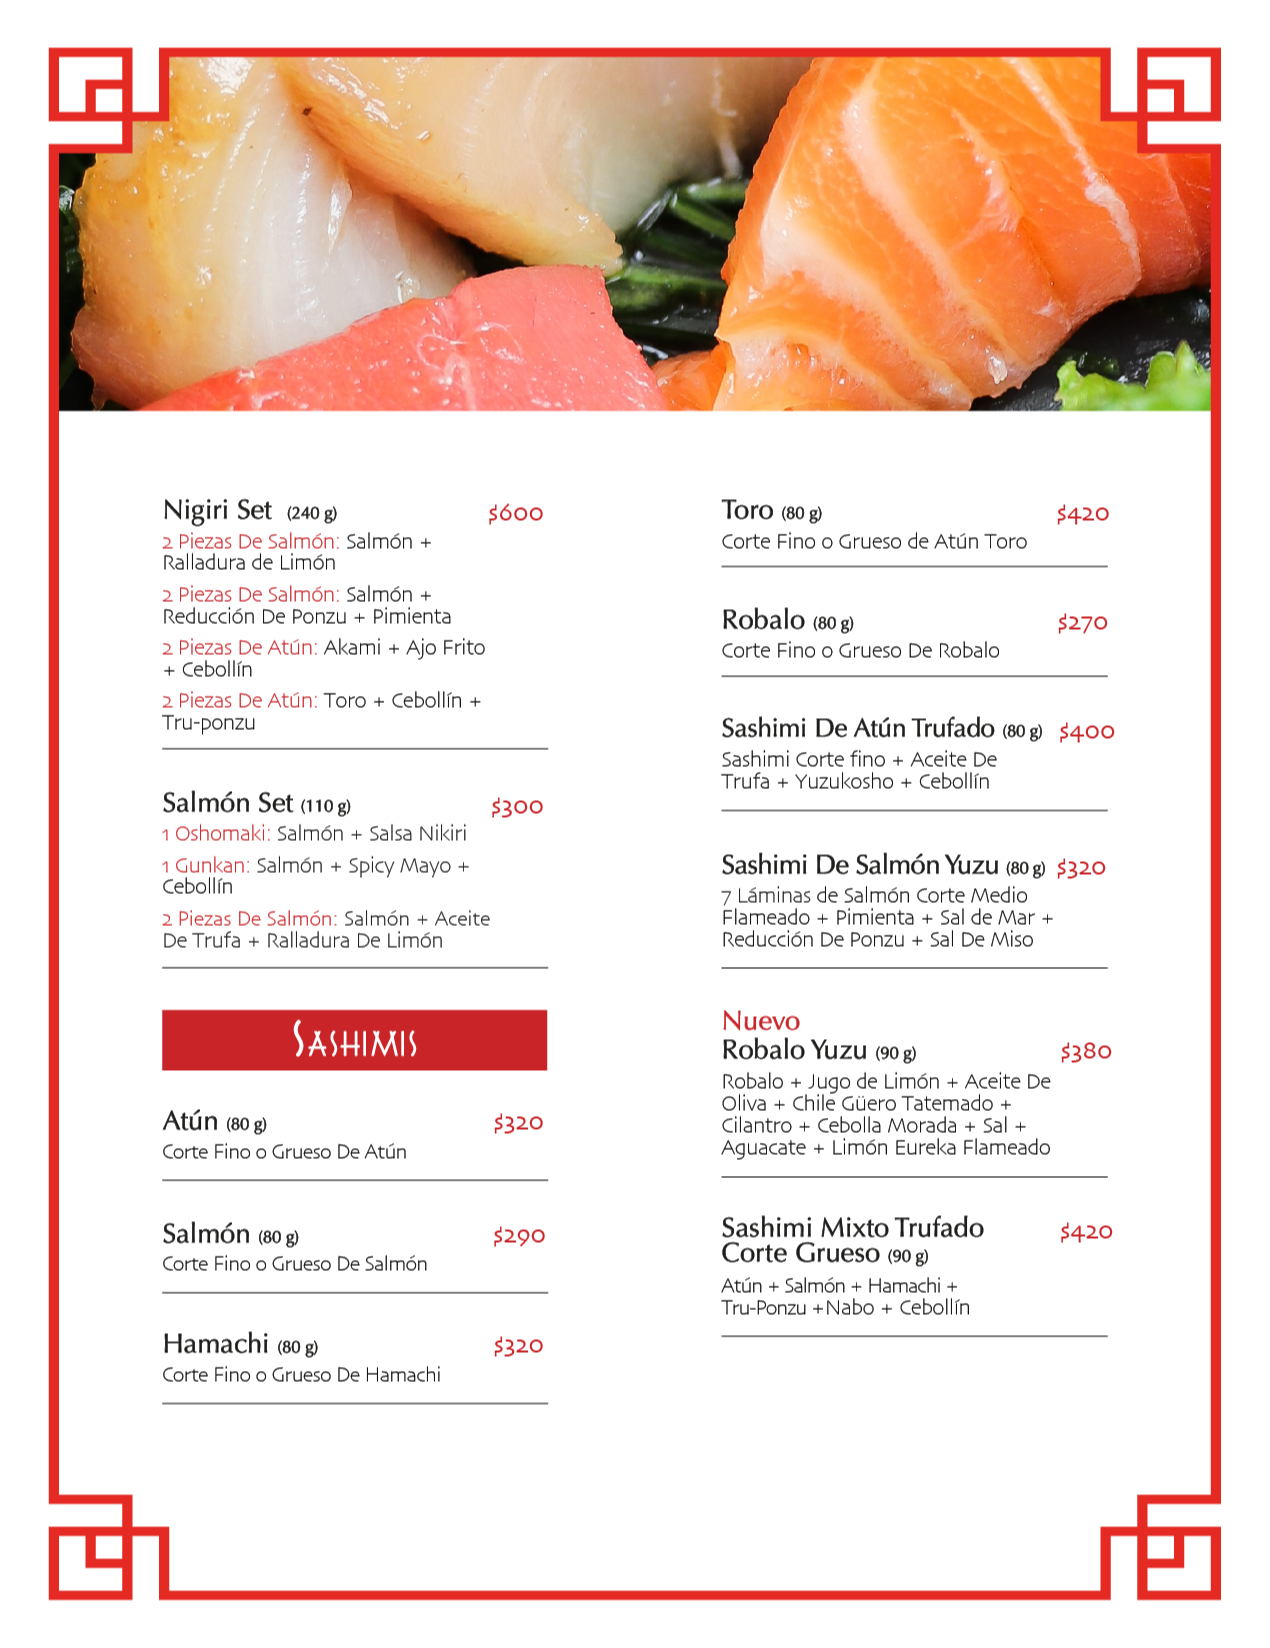 Nigiri Set (240 g) $600
2 Piezas De Salmón: Salmón +
Ralladura de Limón
2 Piezas De Salmón: Salmón +
Reducción De Ponzu + Pimienta
2 Piezas De Atún: Akami + Ajo Frito
+ Cebollín
2 Piezas De Atún: Toro + Cebollín +
Tru-ponzu
Salmón Set (110 g) $300
1 Oshomaki: Salmón + Salsa Nikiri
1 Gunkan: Salmón + Spicy Mayo +
Cebollín
2 Piezas De Salmón: Salmón + Aceite
De Trufa + Ralladura De Limón
Sashimis
Atún (80 g) $320
Corte Fino o Grueso De Atún
Salmón (80 g) $290
Corte Fino o Grueso De Salmón
Hamachi (80 g) $320
Corte Fino o Grueso De Hamachi
Toro (80 g) $420
Corte Fino o Grueso de Atún Toro
Robalo (80 g) $270
Corte Fino o Grueso De Robalo
Sashimi De Atún Trufado (80 g) $400
Sashimi Corte fino + Aceite De
Trufa + Yuzukosho + Cebollín
Sashimi De Salmón Yuzu (80 g) $320
7 Láminas de Salmón Corte Medio
Flameado + Pimienta + Sal de Mar +
Reducción De Ponzu + Sal De Miso
Nuevo
Robalo Yuzu (90 g) $380
Robalo + Jugo de Limón + Aceite De
Oliva + Chile Güero Tatemado +
Cilantro + Cebolla Morada + Sal +
Aguacate + Limón Eureka Flameado
Sashimi Mixto Trufado $420
Corte Grueso (90 g)
Atún + Salmón + Hamachi +
Tru-Ponzu +Nabo + Cebollín